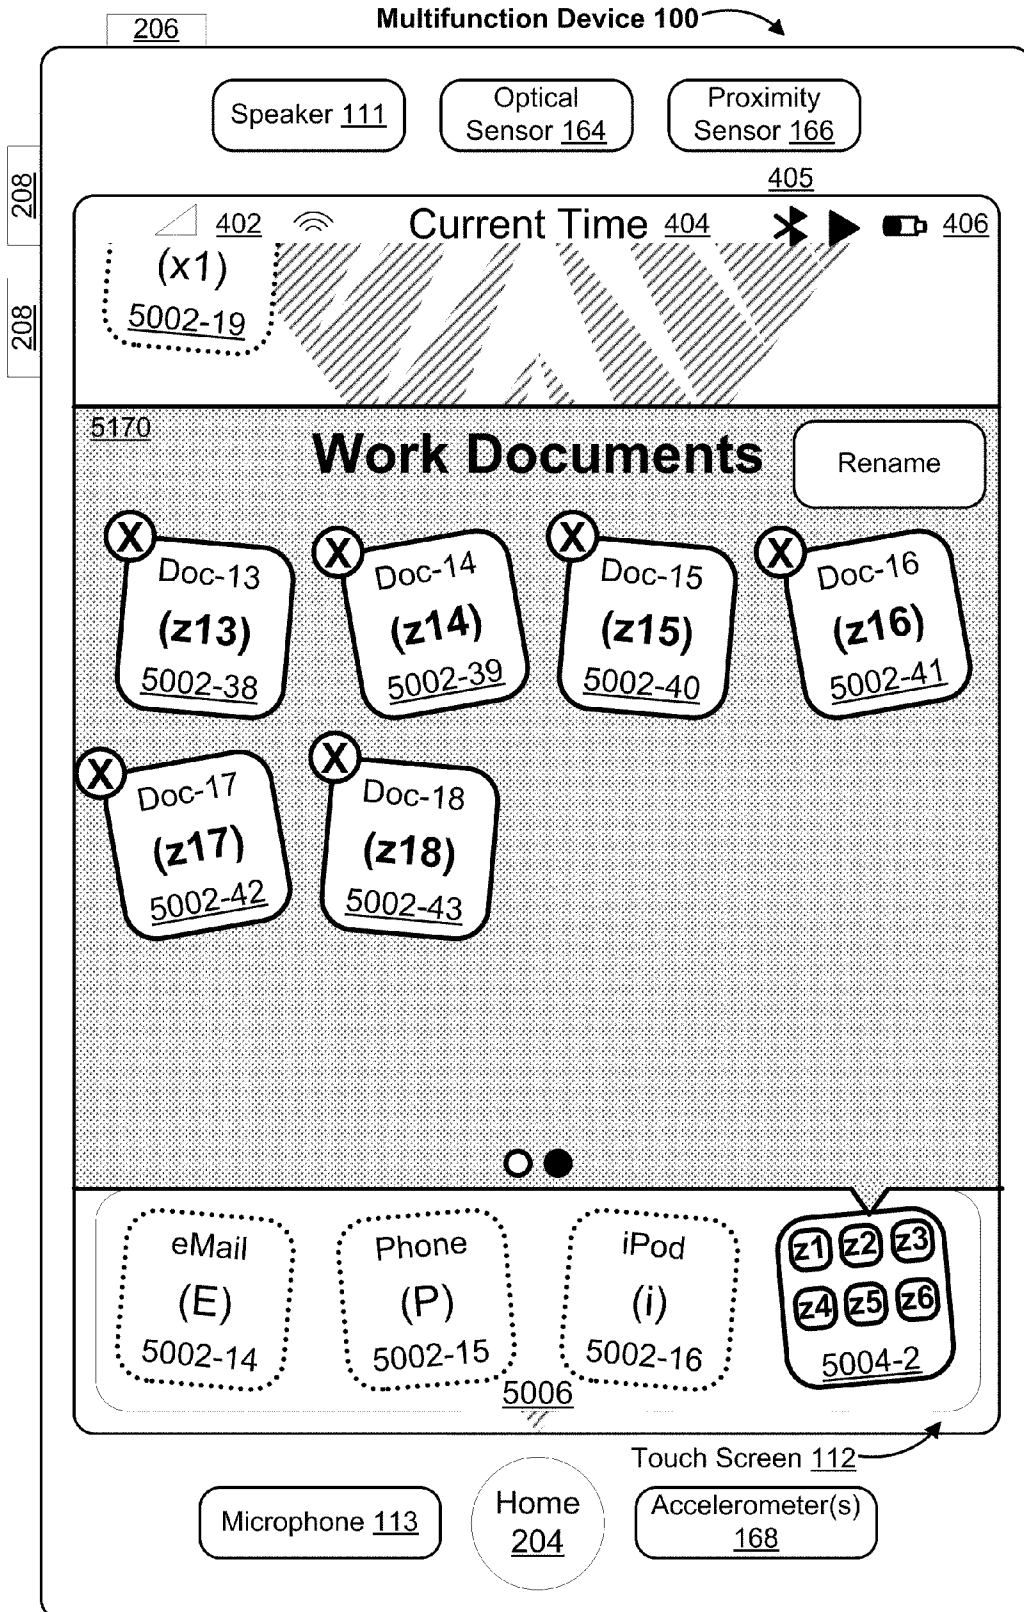 Multifunction Device 100
206
Speaker 111
Optical
Sensor 164
Proximity
Sensor 166
208
208
405
402
Current Time 404
406
(x1)
5002-19
5170
Work Documents
Rename
X
Doc-13
(z13)
5002-38
X
Doc-14
(z14)
5002-39
X
Doc-15
(z15)
5002-40
X
Doc-16
(z16)
5002-41
X
Doc-17
(z17)
5002-42
X
Doc-18
(z18)
5002-43
eMail
(E)
5002-14
Phone
(P)
5002-15
iPod
(i)
5002-16
z1 z2 z3
z4 z5 z6
5004-2
5006
Touch Screen 112
Microphone 113
Home
204
Accelerometer(s)
168